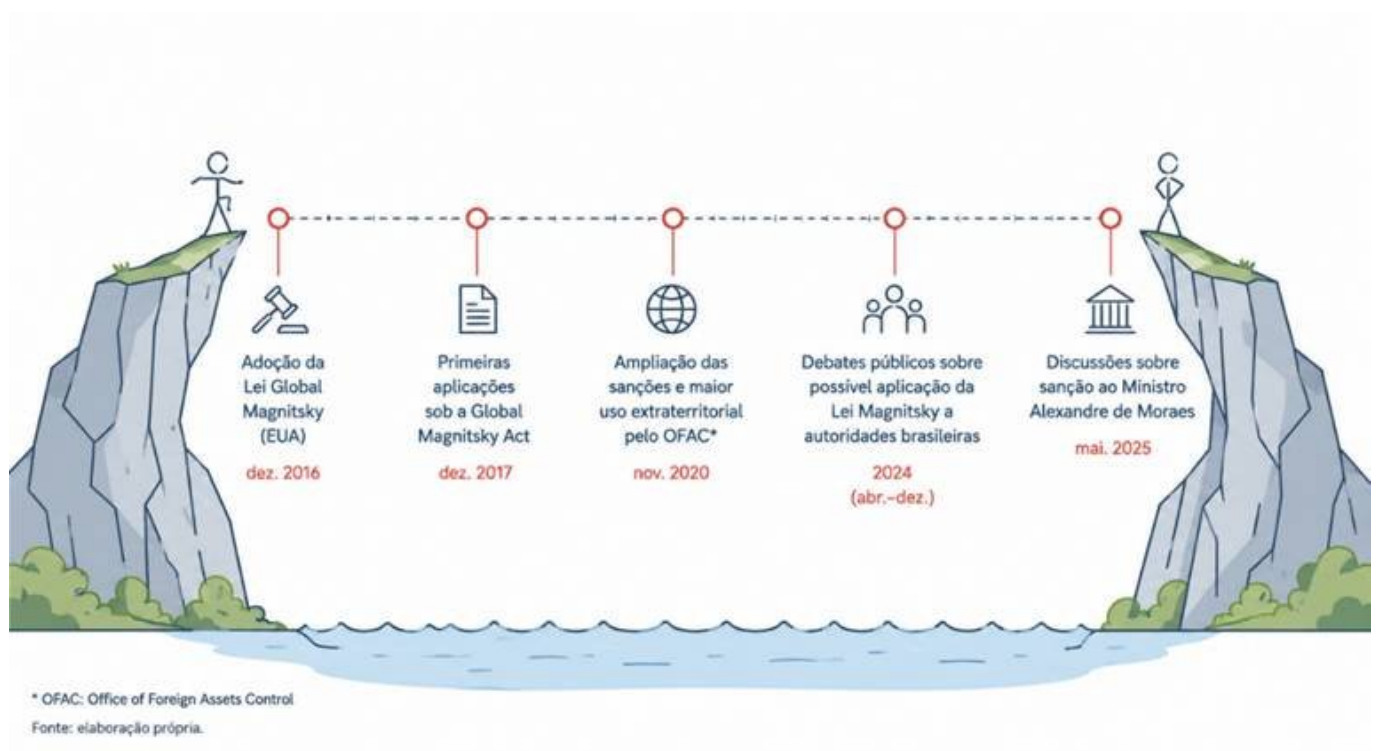 Adoção da
Lei Global
Magnitsky
(EUA)
dez. 2016
Primeiras
aplicações
sob a Global
Magnitsky Act
dez. 2017
Ampliação das
sanções e maior
uso extraterritorial
pelo OFAC*
nov. 2020
Debates públicos sobre
possível aplicação da
Lei Magnitsky a
autoridades brasileiras
2024
(abr.–dez.)
Discussões sobre
sanção ao Ministro
Alexandre de Moraes
mai. 2025
* OFAC: Office of Foreign Assets Control
Fonte: elaboração própria.